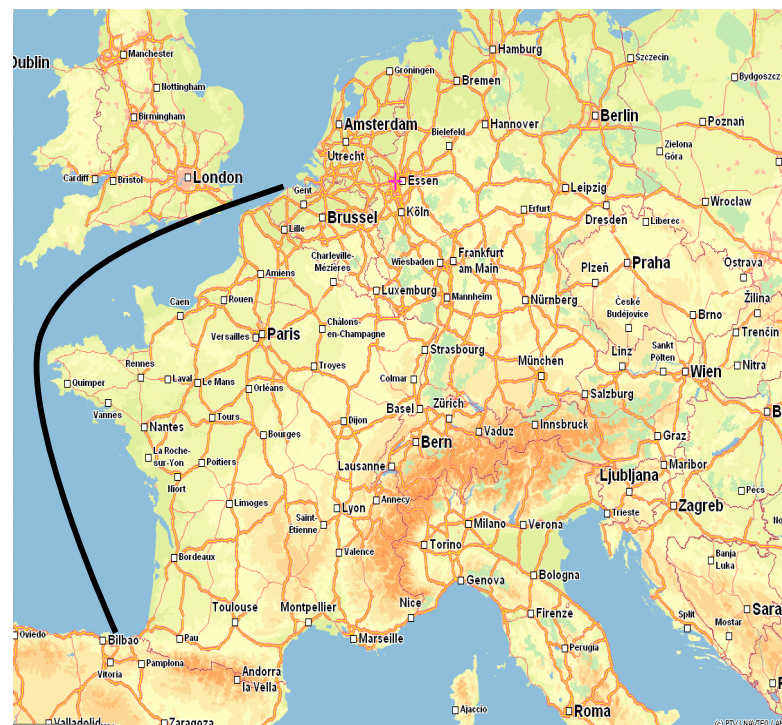 Hamburg
Manchester
Szczecin
Dublin
Groningen
Bremen
Bydgoszcz
Nottingham
Birmingham
Berlin
Amsterdam
Hannover
Poznań
Bielefeld
Utrecht
Zielona
Góra
Cardiff
Bristol
London
Essen
Leipzig
Gent
Wroclaw
Köln
Erfurt
Brussel
Dresden
Liberec
Lille
Charleville-
Mézières
Wiesbaden
Frankfurt
am Main
Praha
Ostrava
Amiens
Plzeň
Luxemburg
Mannheim
Nürnberg
Žilina
Caen
Rouen
České
Budějovice
Brno
Châlons-
en-Champagne
Trenčín
Versailles
Paris
Strasbourg
Linz
Sankt
Pölten
Rennes
Troyes
München
Nitra
Quimper
Laval
Le Mans
Orléans
Colmar
Wien
Salzburg
Vannes
Zürich
Basel
B
Tours
Dijon
Nantes
Innsbruck
Bourges
Bern
Vaduz
Graz
La Roche-
sur-Yon
Poitiers
Lausanne
Maribor
Niort
Ljubljana
Pécs
Limoges
Annecy
Lyon
Zagreb
Saint-
Etienne
Milano
Verona
Trieste
Torino
Valence
Bordeaux
Banja
Luka
Bologna
Genova
Toulouse
Montpellier
Nice
Firenze
Sara
Split
Mostar
Oviedo
Bilbao
Pau
Marseille
Perugia
Vitoria
Pamplona
Andorra
la Vella
Ajaccio
Roma
Valladolid
Zaragoza